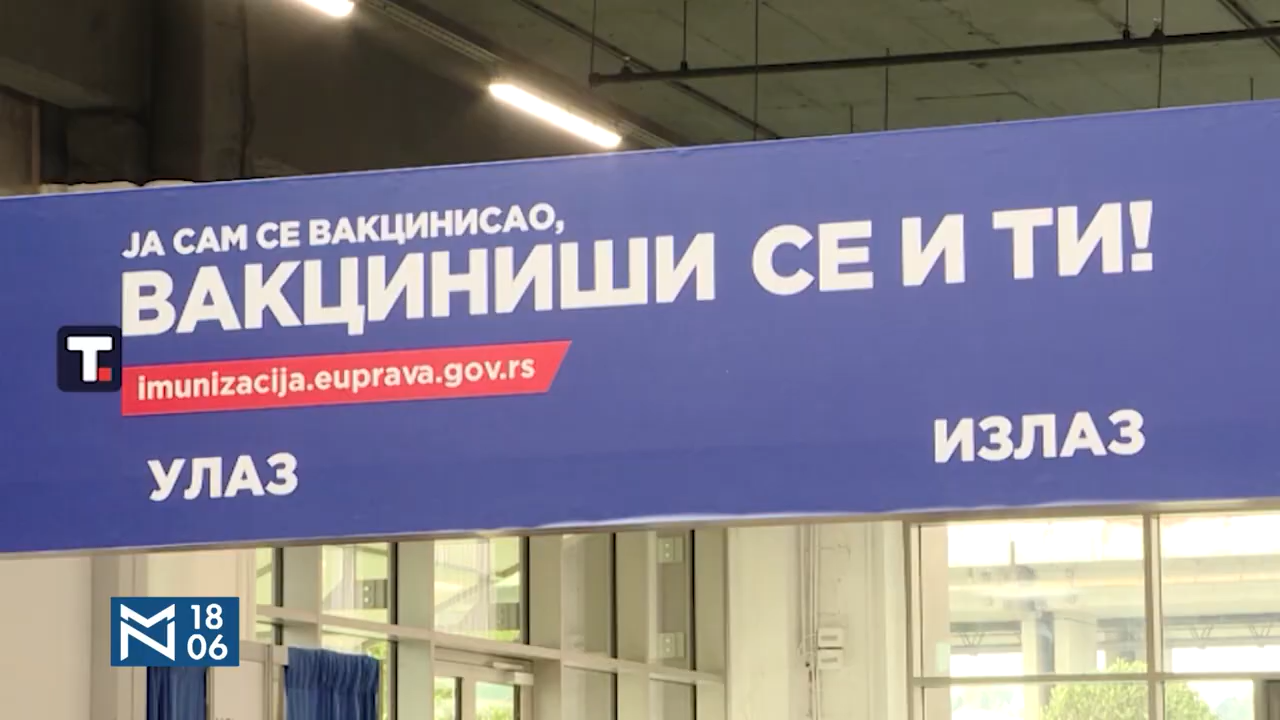 ЈА САМ СЕ ВАКЦИНИСАО,
ВАКЦИНИШИ СЕ И ТИ!
T.
imunizacija.euprava.gov.rs
УЛАЗ
ИЗЛАЗ
18
06